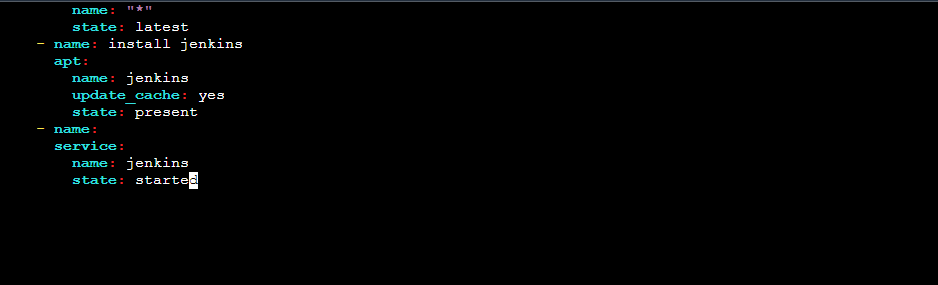 name: "*"
state: latest
- name: install jenkins
apt:
name: jenkins
update_cache: yes
state: present
- name:
service:
name: jenkins
state: started